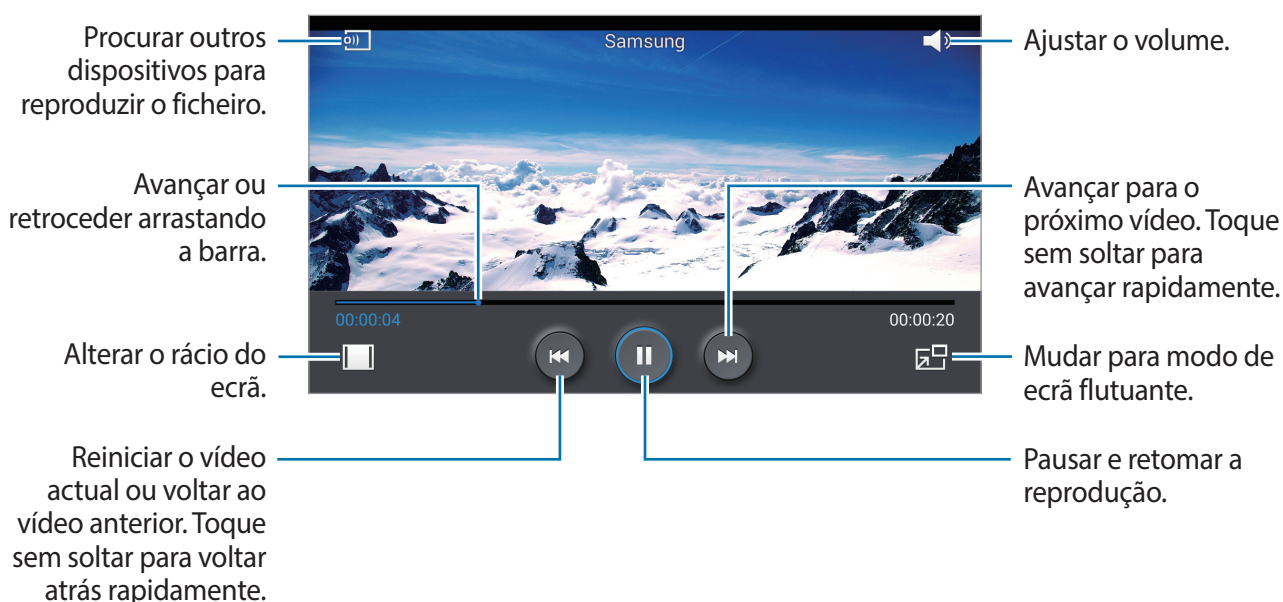 Procurar outros
dispositivos para
reproduzir o ficheiro.
Samsung
Ajustar o volume.
Avançar ou
retroceder arrastando
a barra.
Avançar para o
próximo vídeo. Toque
sem soltar para
avançar rapidamente.
00:00:04
00:00:20
Alterar o rácio do
ecrã.
Mudar para modo de
ecrã flutuante.
Reiniciar o vídeo
actual ou voltar ao
vídeo anterior. Toque
sem soltar para voltar
atrás rapidamente.
Pausar e retomar a
reprodução.